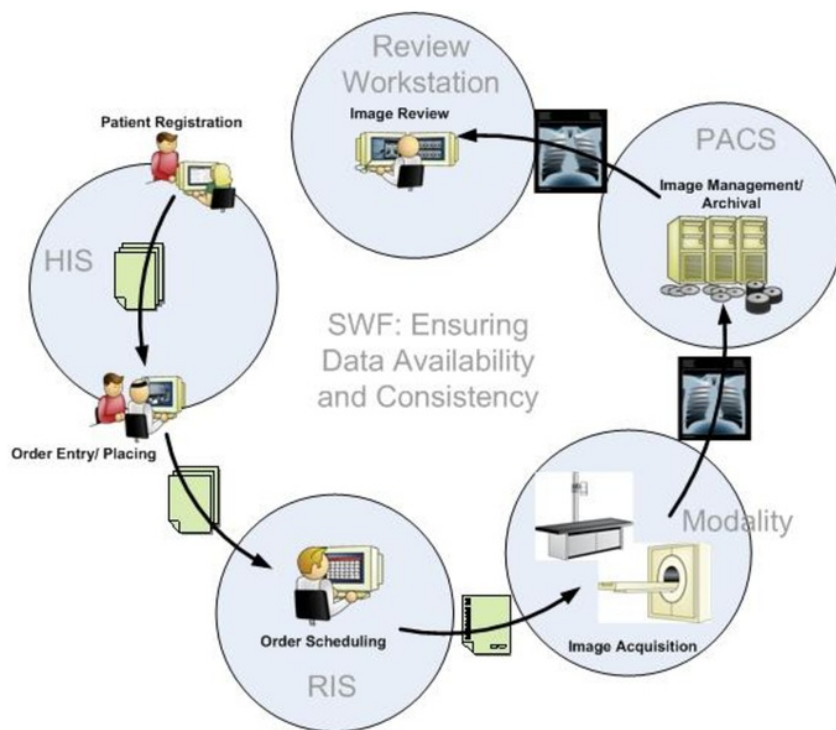 Review
Workstation
Image Review
Patient Registration
PACS
Image Management/
Archival
HIS
SWF: Ensuring
Data Availability
and Consistency
Order Entry/ Placing
Modality
Order Scheduling
Image Acquisition
RIS